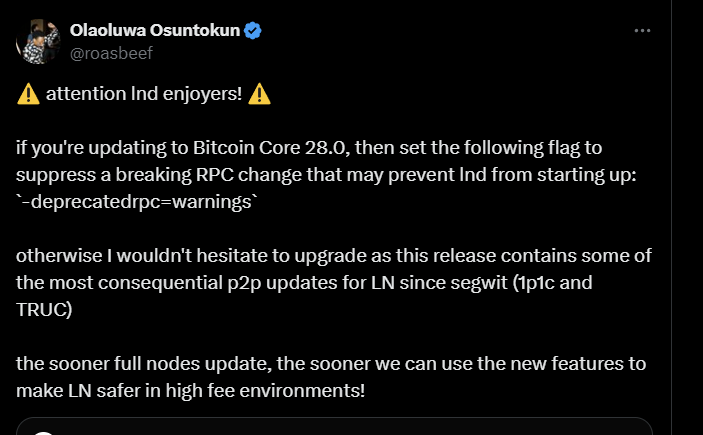 Olaoluwa Osuntokun
@roasbeef
⚠️ attention lnd enjoyers! ⚠️
if you're updating to Bitcoin Core 28.0, then set the following flag to
suppress a breaking RPC change that may prevent lnd from starting up:
`-deprecatedrpc=warnings`
otherwise I wouldn't hesitate to upgrade as this release contains some of
the most consequential p2p updates for LN since segwit (1p1c and
TRUC)
the sooner full nodes update, the sooner we can use the new features to
make LN safer in high fee environments!